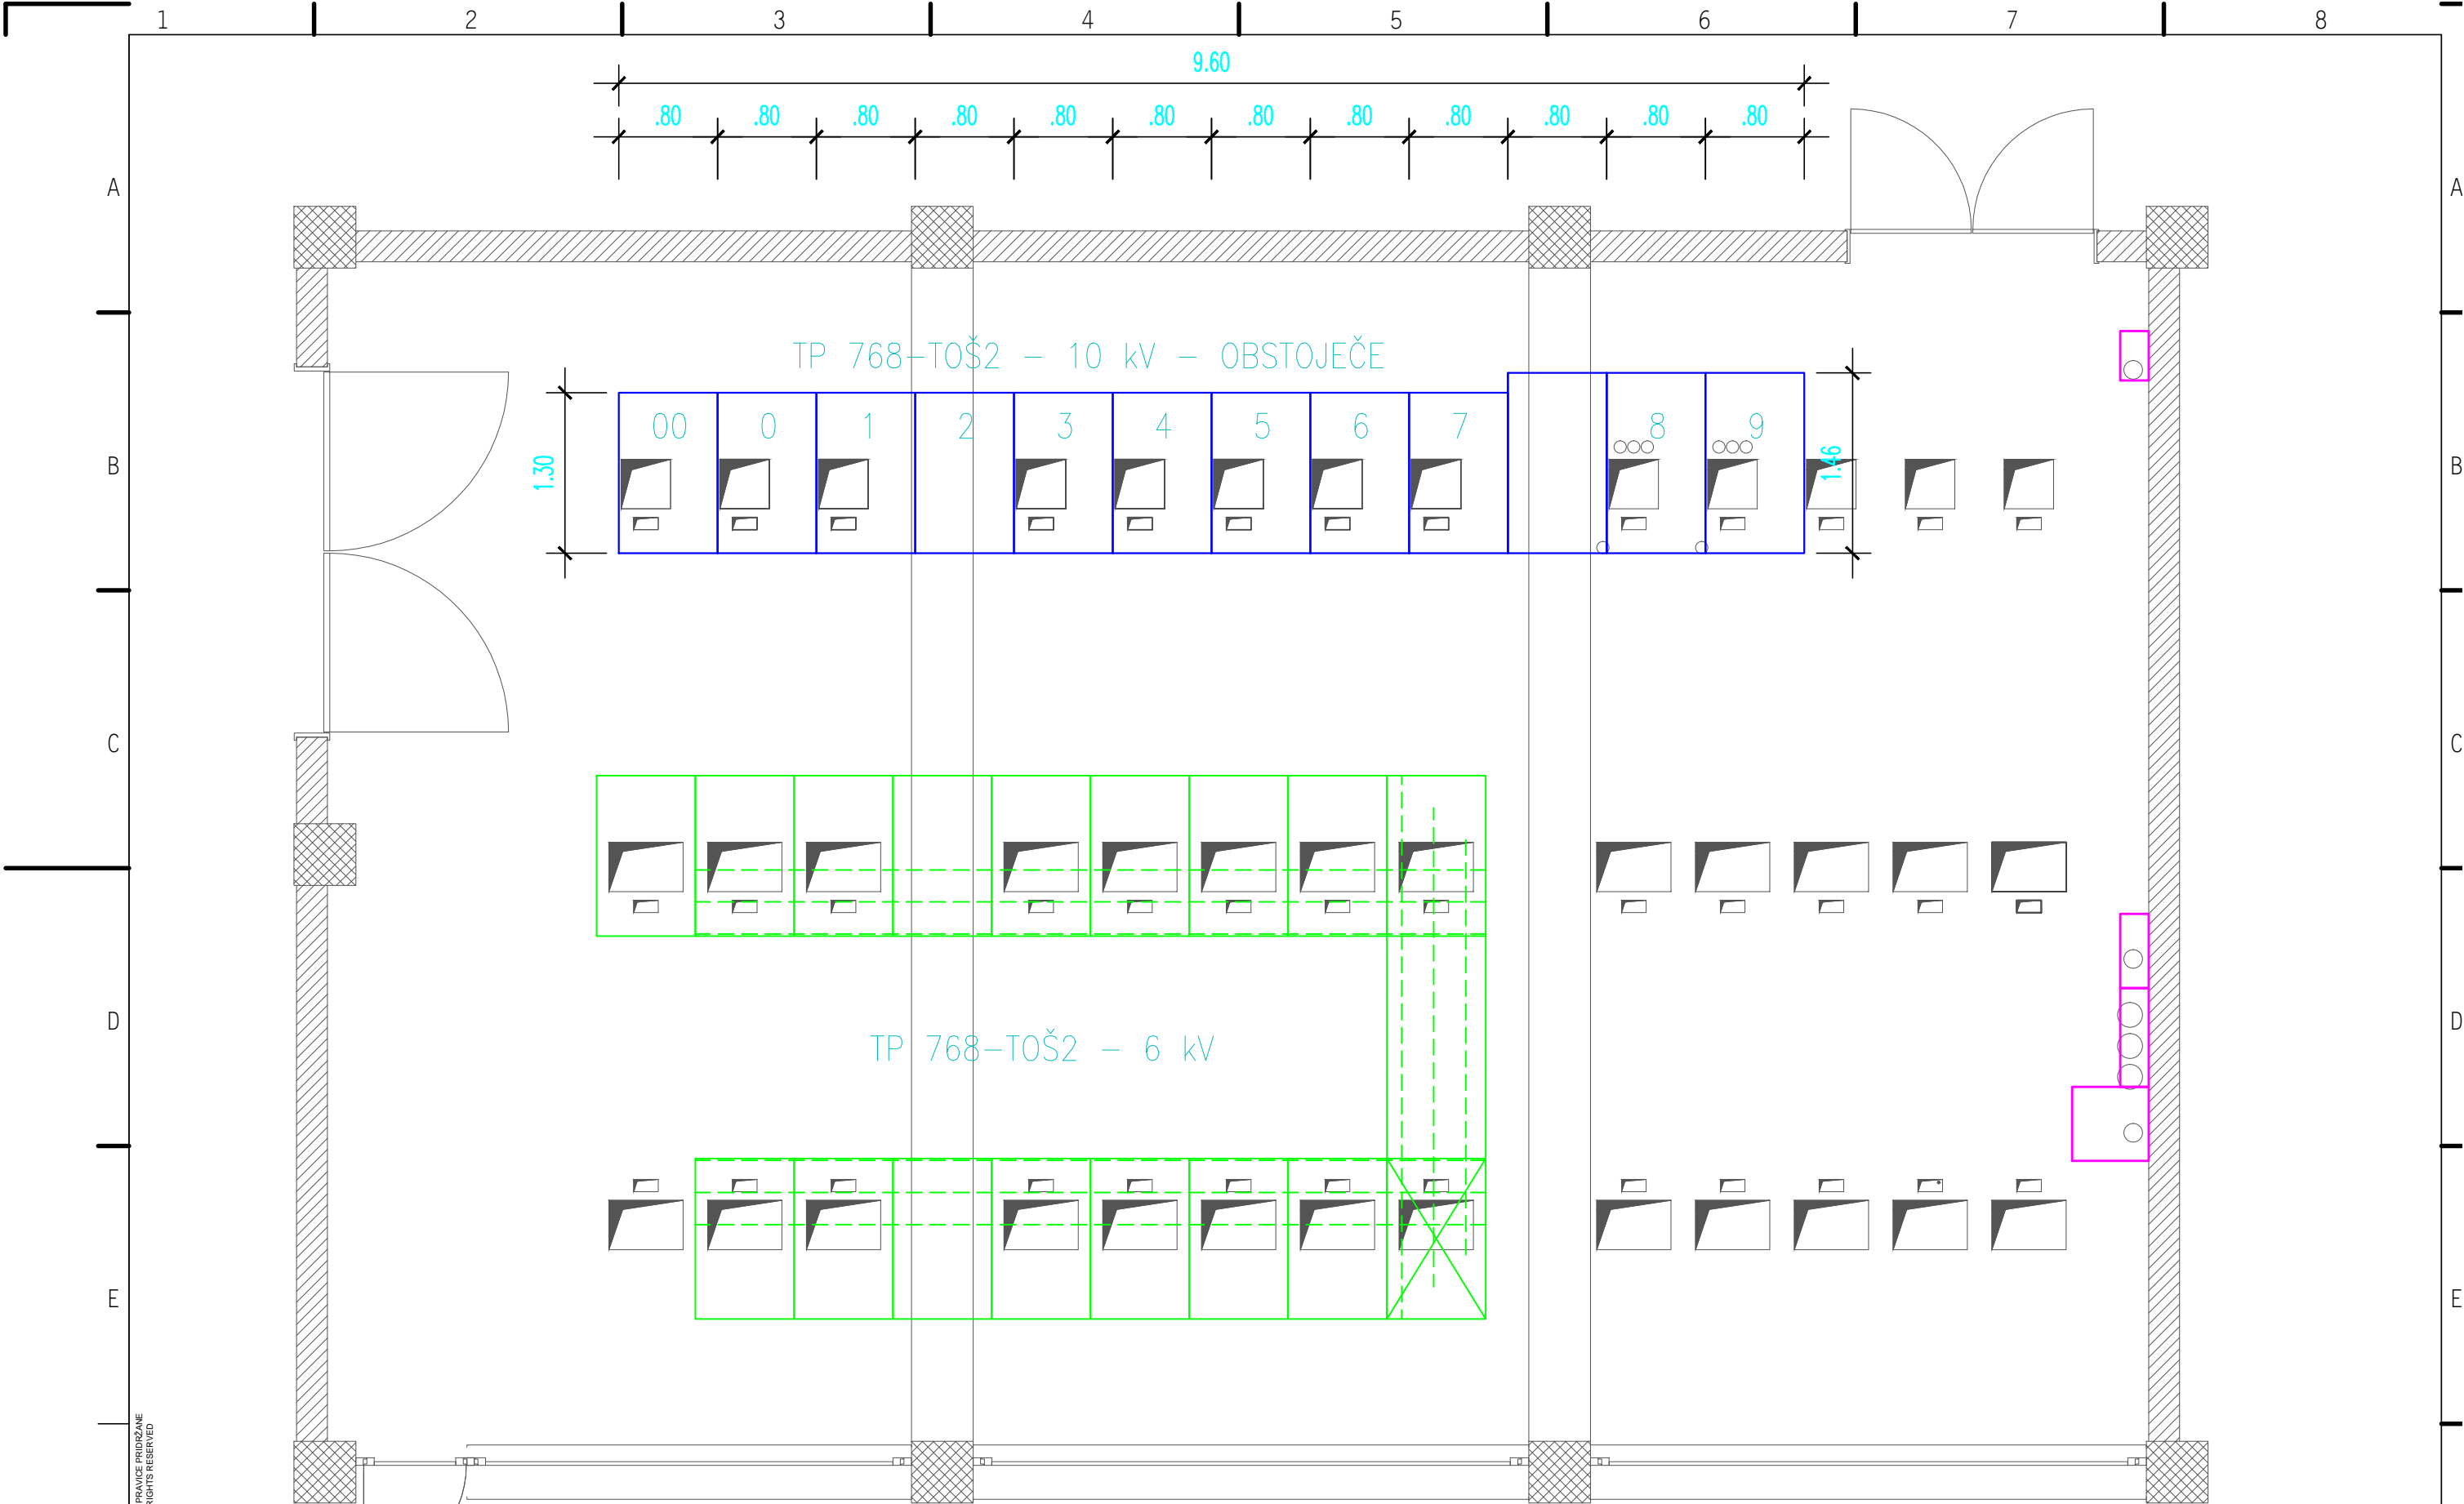 1 2 3 4 5 6 7 8
9.60
.80 .80 .80 .80 .80 .80 .80 .80 .80 .80 .80 .80
A A
TP 768-TOŠ2 - 10 kV - OBSTOJEČE
00 0 1 2 3 4 5 6 7 8 9
B 1.30 1.46 B
C C
D D
TP 768-TOŠ2 - 6 kV
E E
PRAVICE PRIDRŽANE
RIGHTS RESERVED